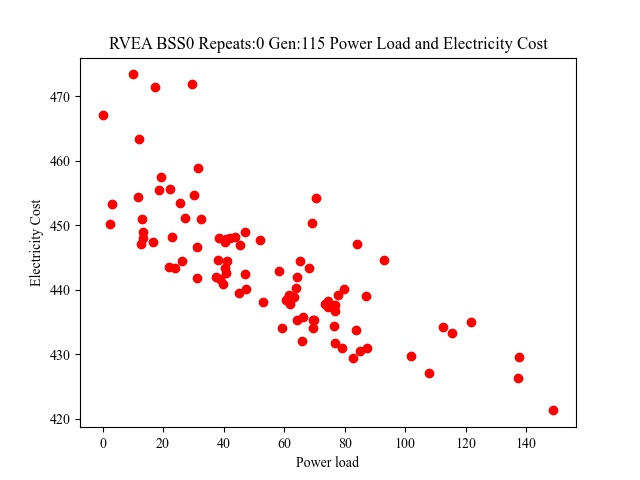 RVEA BSS0 Repeats:0 Gen:115 Power Load and Electricity Cost
470
460
450
440
430
420
Electricity Cost
0 20 40 60 80 100 120 140
Power load